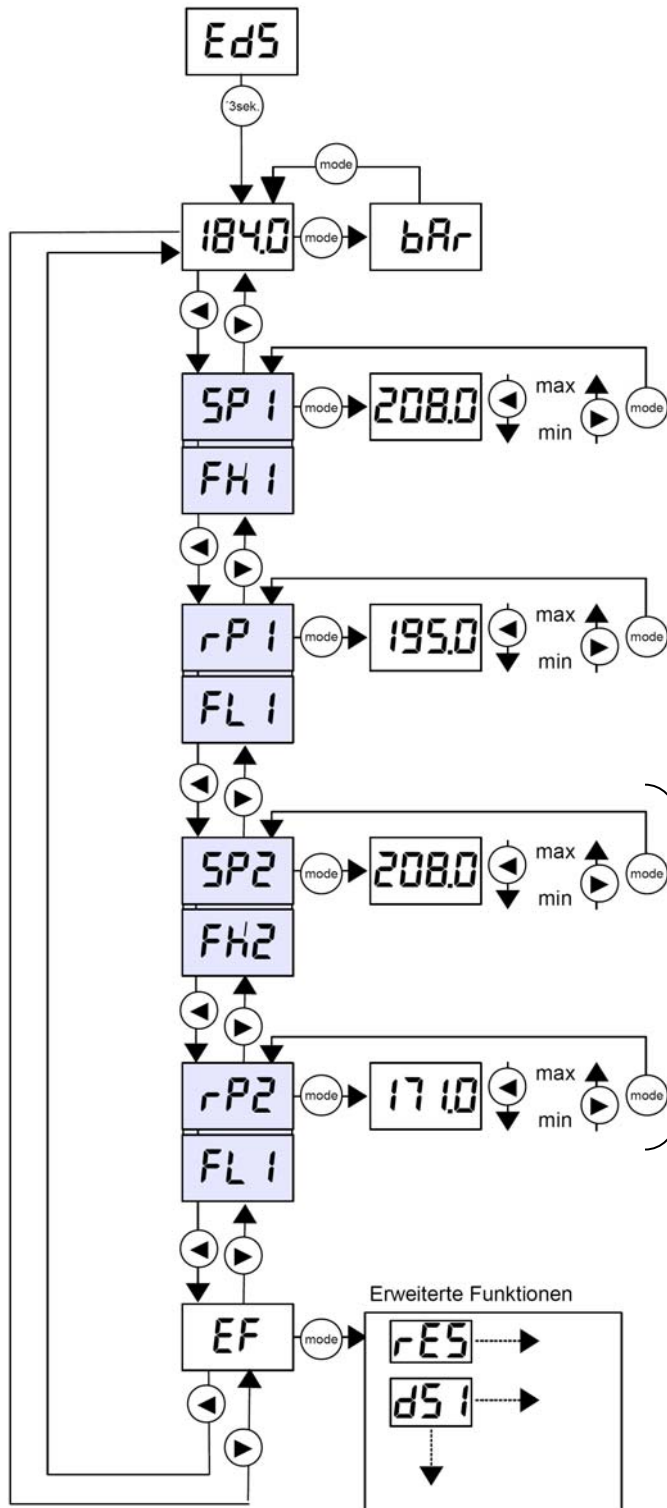 EdS
˝3sek.
mode
184.0 mode bAr
SP1 mode 208.0 max mode
min
FH1
rP1 mode 195.0 max mode
min
FL1
SP2 mode 208.0 max mode
min
FH2
rP2 mode 171.0 max mode
min
FL1
Erweiterte Funktionen
EF mode rES
dS1